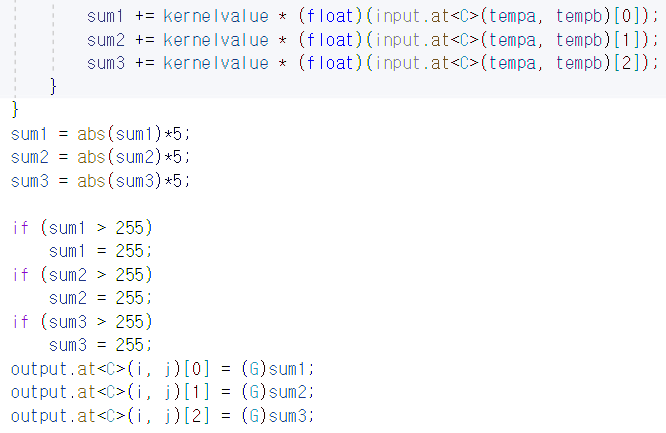 sum1 += kernelvalue * (float)(input.at<C>(tempa, tempb)[0]);
sum2 += kernelvalue * (float)(input.at<C>(tempa, tempb)[1]);
sum3 += kernelvalue * (float)(input.at<C>(tempa, tempb)[2]);
}
}
sum1 = abs(sum1)*5;
sum2 = abs(sum2)*5;
sum3 = abs(sum3)*5;
if (sum1 > 255)
sum1 = 255;
if (sum2 > 255)
sum2 = 255;
if (sum3 > 255)
sum3 = 255;
output.at<C>(i, j)[0] = (G)sum1;
output.at<C>(i, j)[1] = (G)sum2;
output.at<C>(i, j)[2] = (G)sum3;